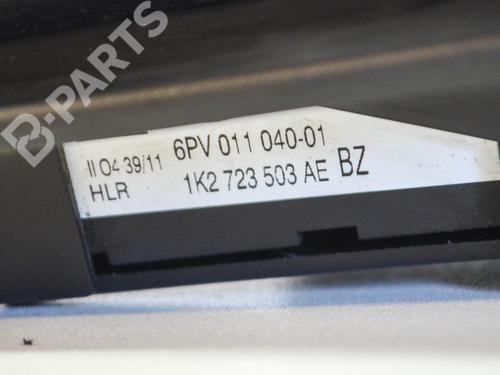 B-PARTS
II 04 39/11 6PV 011 040-01
HLR 1K2 723 503 AE BZ